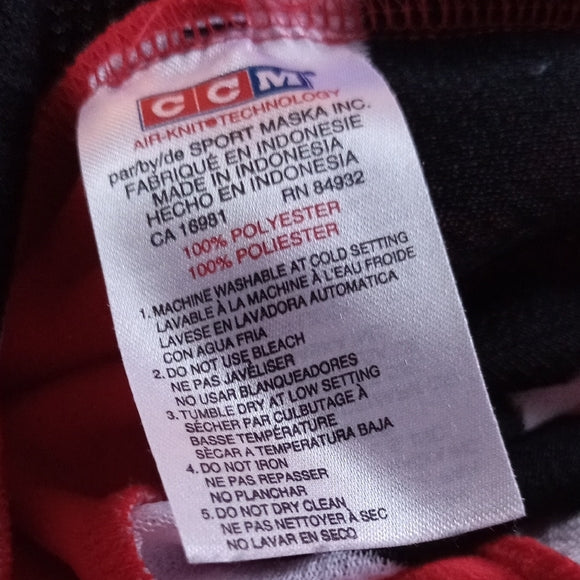 CCM™
AIR-KNIT•TECHNOLOGY
par/by/de SPORT MASKA INC.
FABRIQUÉ EN INDONESIE
MADE IN INDONESIA
HECHO EN INDONESIA
CA 16981 RN 84932
100% POLYESTER
100% POLIESTER
1. MACHINE WASHABLE AT COLD SETTING
LAVABLE À LA MACHINE À L'EAU FROIDE
LAVESE EN LAVADORA AUTOMATICA
CON AGUA FRIA
2. DO NOT USE BLEACH
NE PAS JAVÉLISER
NO USAR BLANQUEADORES
3. TUMBLE DRY AT LOW SETTING
SÉCHER PAR CULBUTAGE À
BASSE TEMPÉRATURE
SÈCAR A TEMPERATURA BAJA
4. DO NOT IRON
NE PAS REPASSER
NO PLANCHAR
5. DO NOT DRY CLEAN
NE PAS NETTOYER À SEC
NO LAVAR EN SECO